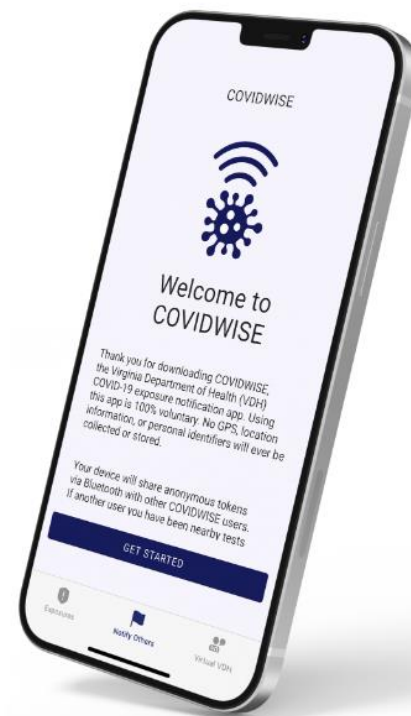 COVIDWISE
Welcome to
COVIDWISE
Thank you for downloading COVIDWISE,
the Virginia Department of Health (VDH)
COVID-19 exposure notification app. Using
this app is 100% voluntary. No GPS, location
information, or personal identifiers will ever be
collected or stored.
Your device will share anonymous tokens
via Bluetooth with other COVIDWISE users.
If another user you have been nearby tests
GET STARTED
Exposures
Notify Others
Virtual VDH